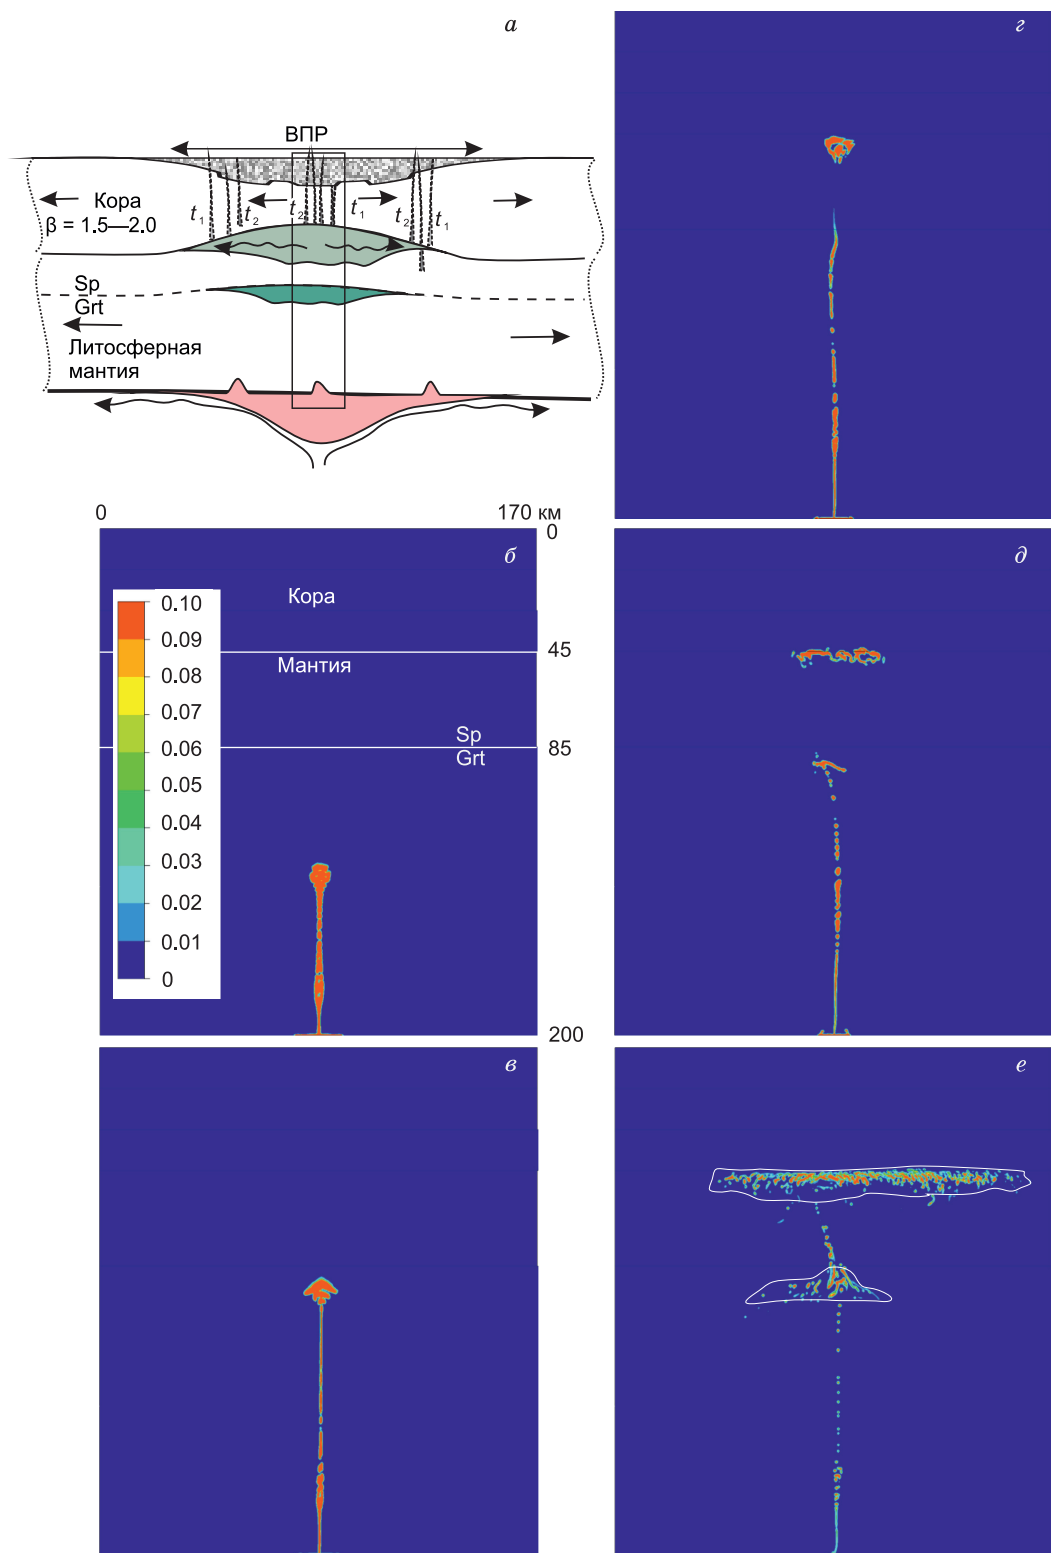 а
ВПР
Кора
β = 1.5—2.0
t₁
t₂
t₂
t₁
t₂
t₁
Sp
Grt
Литосферная
мантия
г
0
170 км
0
б
Кора
45
Мантия
Sp
85
Grt
200
0.10
0.09
0.08
0.07
0.06
0.05
0.04
0.03
0.02
0.01
0
д
в
е